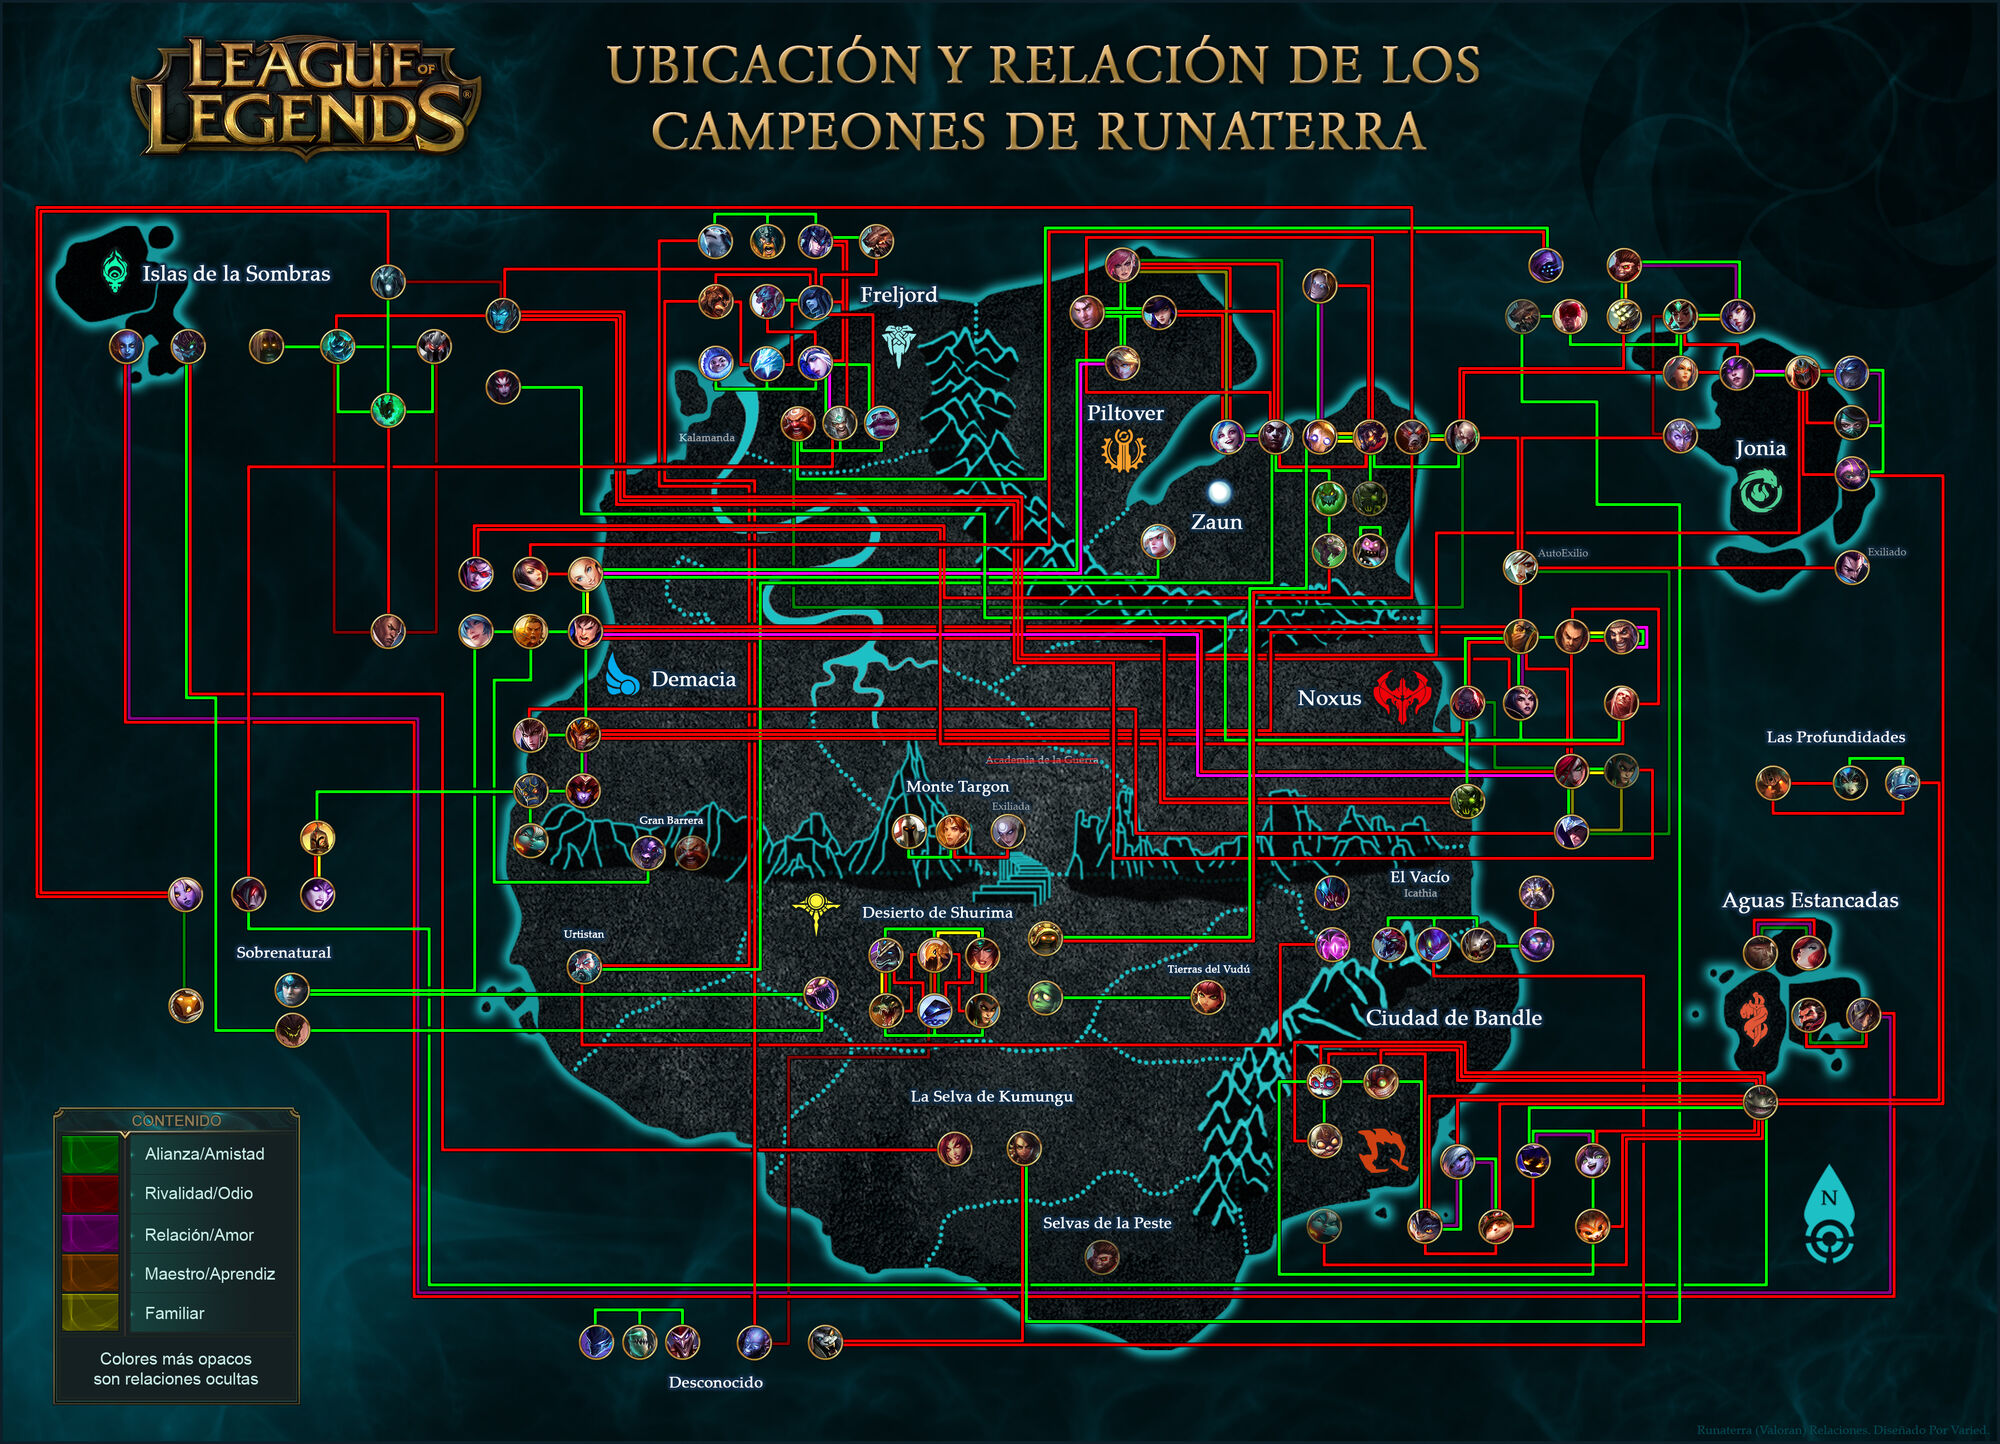 LEAGUE OF
LEGENDS®
UBICACIÓN Y RELACIÓN DE LOS
CAMPEONES DE RUNATERRA
Islas de la Sombras
Freljord
Kalamanda
Piltover
Zaun
Jonia
AutoExilio
Exiliado
Demacia
Noxus
Las Profundidades
Academia de la Guerra
Monte Targon
Exiliada
Gran Barrera
El Vacío
Icathia
Aguas Estancadas
Desierto de Shurima
Urtistan
Sobrenatural
Tierras del Vudú
Ciudad de Bandle
La Selva de Kumungu
Selvas de la Peste
N
CONTENIDO
Alianza/Amistad
Rivalidad/Odio
Relación/Amor
Maestro/Aprendiz
Familiar
Colores más opacos
son relaciones ocultas
Desconocido
Runaterra (Valoran) Relaciones. Diseñado Por Varied.